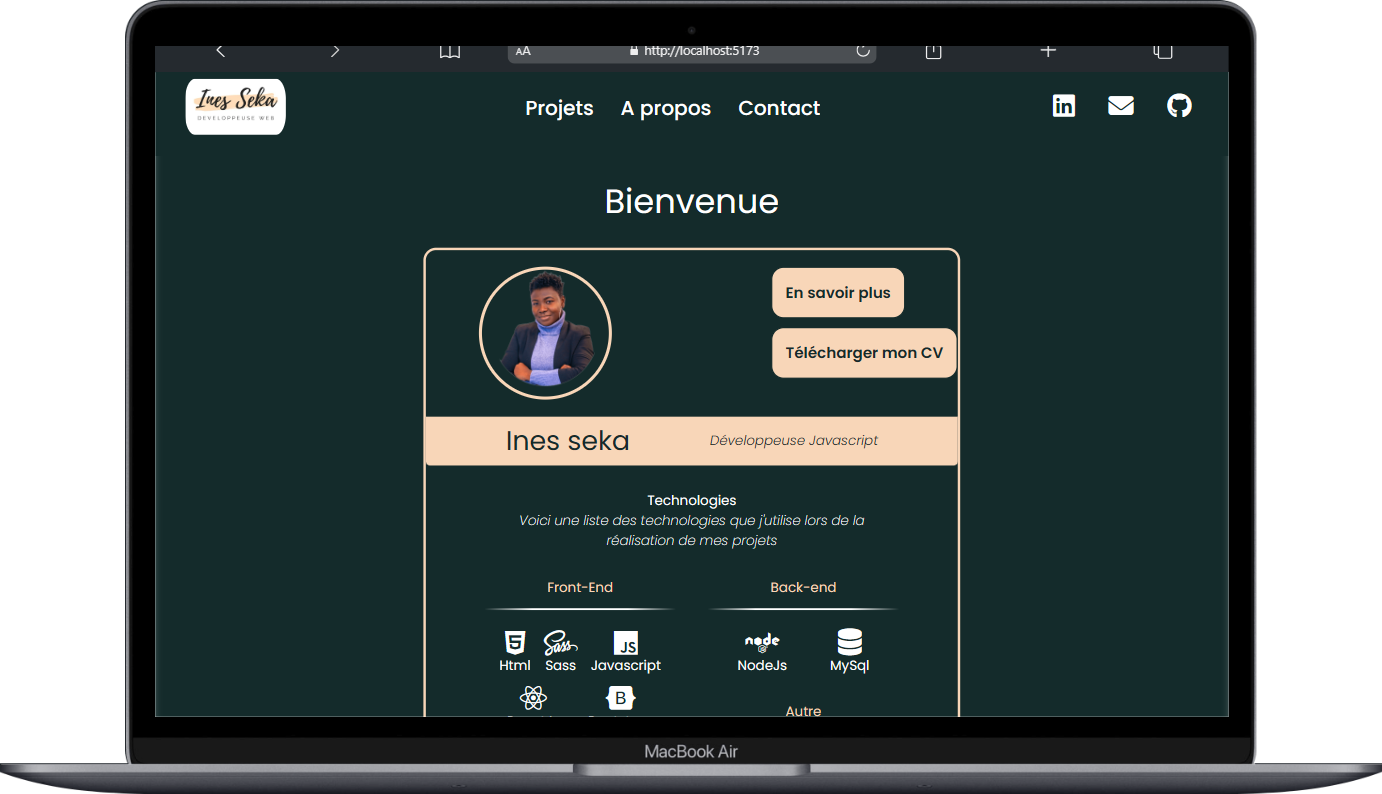 AA
http://localhost:5173
Ines Seka
DEVELOPPEUSE WEB
Projets
A propos
Contact
Bienvenue
En savoir plus
Télécharger mon CV
Ines seka
Développeuse Javascript
Technologies
Voici une liste des technologies que j'utilise lors de la
réalisation de mes projets
Front-End
Back-end
Html
Sass
Javascript
NodeJs
MySql
Autre
MacBook Air